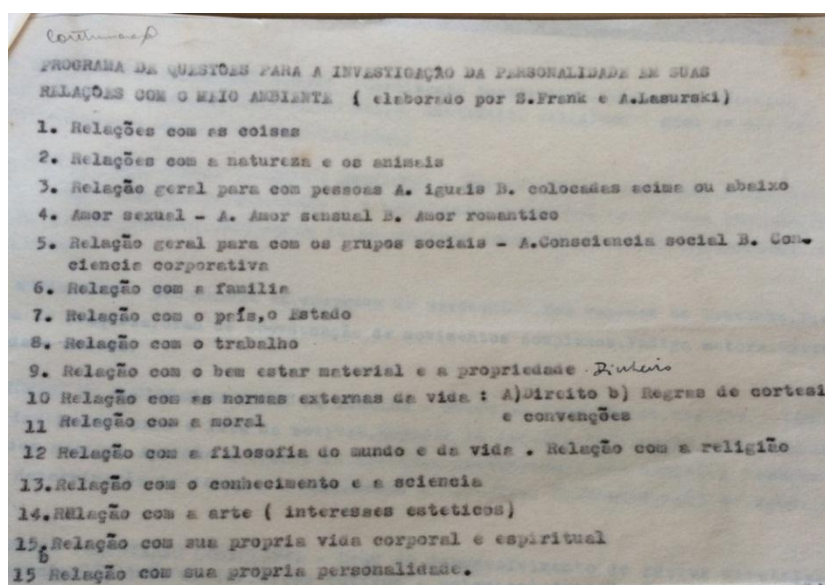 PROGRAMA DE QUESTÕES PARA A INVESTIGAÇÃO DA PERSONALIDADE EM SUAS
RELAÇÕES COM O MEIO AMBIENTE ( elaborado por S.Frank e A.Lasurski)
1. Relações com as coisas
2. Relações com a natureza e os animais
3. Relação geral para com pessoas A. iguais B. colocadas acima ou abaixo
4. Amor sexual - A. Amor sensual B. Amor romantico
5. Relação geral para com os grupos sociais - A.Consciencia social B. Con-
ciencia corporativa
6. Relação com a familia
7. Relação com o país,o Estado
8. Relação com o trabalho
9. Relação com o bem estar material e a propriedade. Dinheiro
10 Relação com as normas externas da vida : A)Direito b) Regras de cortesi
e convenções
11 Relação com a moral
12 Relação com a filosofia do mundo e da vida . Relação com a religião
13.Relação com o conhecimento e a sciencia
14.Relação com a arte ( interesses esteticos)
15.Relação com sua propria vida corporal e espiritual
b
15 Relação com sua propria personalidade.